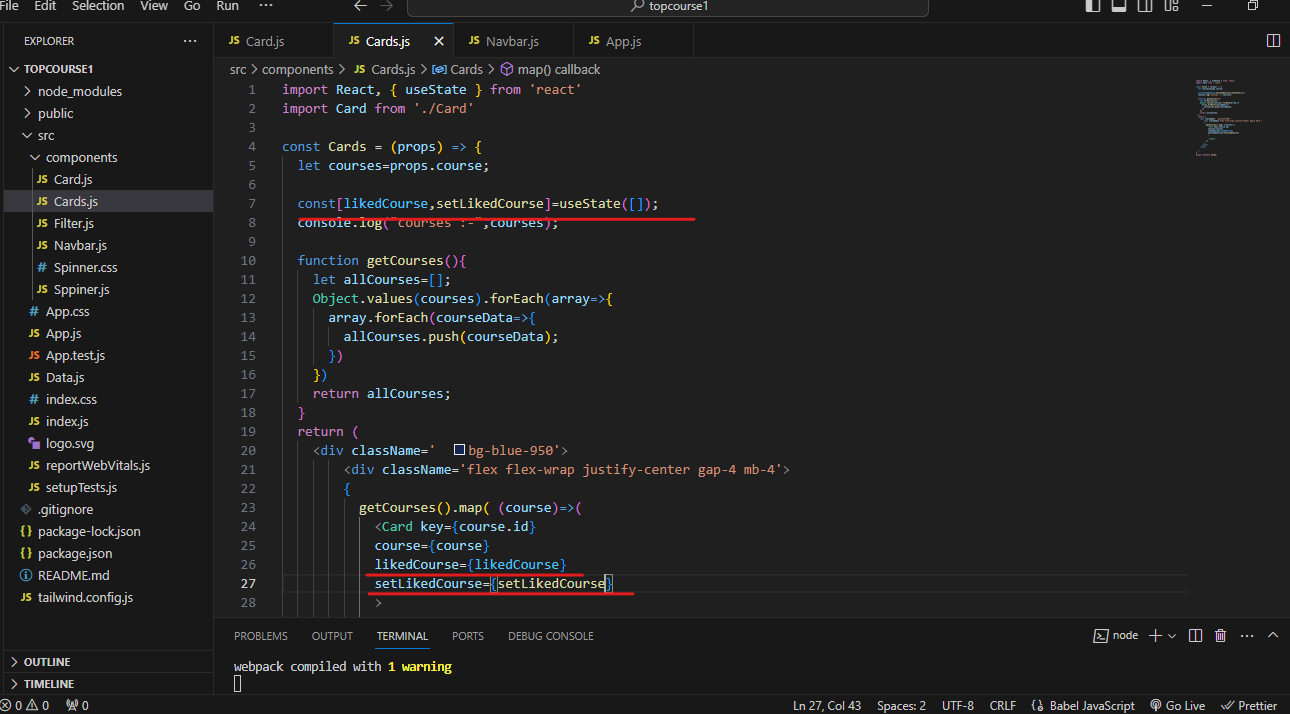 File Edit Selection View Go Run ··· topcourse1
EXPLORER ···
TOPCOURSE1
node_modules
public
src
components
JS Card.js
JS Cards.js
JS Filter.js
JS Navbar.js
# Spinner.css
JS Sppiner.js
# App.css
JS App.js
JS App.test.js
JS Data.js
# index.css
JS index.js
logo.svg
JS reportWebVitals.js
JS setupTests.js
.gitignore
{} package-lock.json
{} package.json
README.md
JS tailwind.config.js
OUTLINE
TIMELINE
JS Card.js JS Cards.js JS Navbar.js JS App.js
src > components > JS Cards.js > Cards > map() callback
1 import React, { useState } from 'react'
2 import Card from './Card'
3
4 const Cards = (props) => {
5 let courses=props.course;
6
7 const[likedCourse,setLikedCourse]=useState([]);
8 console.log("courses :-",courses);
9
10 function getCourses(){
11 let allCourses=[];
12 Object.values(courses).forEach(array=>{
13 array.forEach(courseData=>{
14 allCourses.push(courseData);
15 })
16 })
17 return allCourses;
18 }
19 return (
20 <div className=' bg-blue-950'>
21 <div className='flex flex-wrap justify-center gap-4 mb-4'>
22 {
23 getCourses().map( (course)=>(
24 <Card key={course.id}
25 course={course}
26 likedCourse={likedCourse}
27 setLikedCourse={setLikedCourse}
28 >
PROBLEMS OUTPUT TERMINAL PORTS DEBUG CONSOLE node ···
webpack compiled with 1 warning
0 0 0 Ln 27, Col 43 Spaces: 2 UTF-8 CRLF {} Babel JavaScript Go Live Prettier